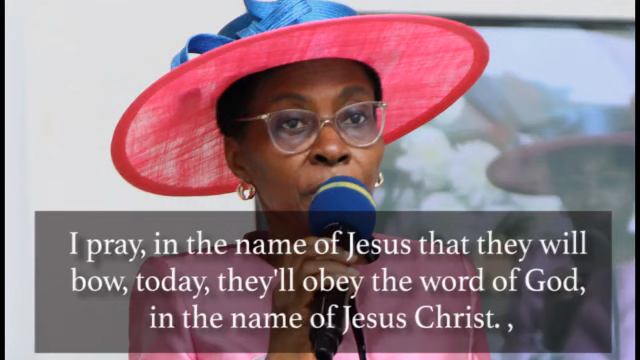 I pray, in the name of Jesus that they will
bow, today, they'll obey the word of God,
in the name of Jesus Christ. ,